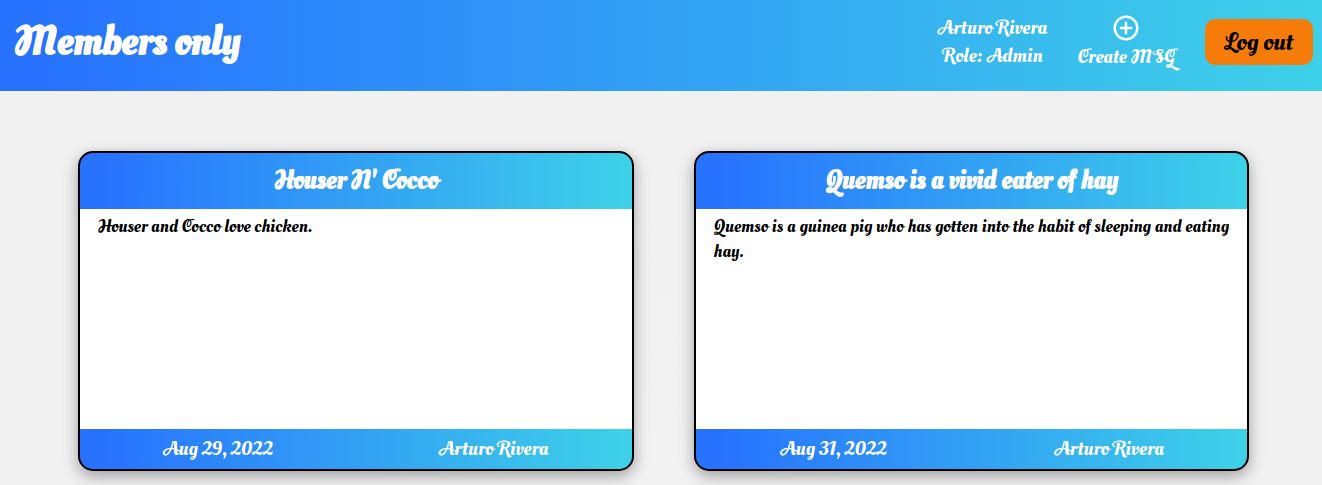 Members only
Arturo Rivera
Role: Admin
Create MSG
Log out
Houser N' Cocco
Houser and Cocco love chicken.
Aug 29, 2022
Arturo Rivera
Quemso is a vivid eater of hay
Quemso is a guinea pig who has gotten into the habit of sleeping and eating
hay.
Aug 31, 2022
Arturo Rivera